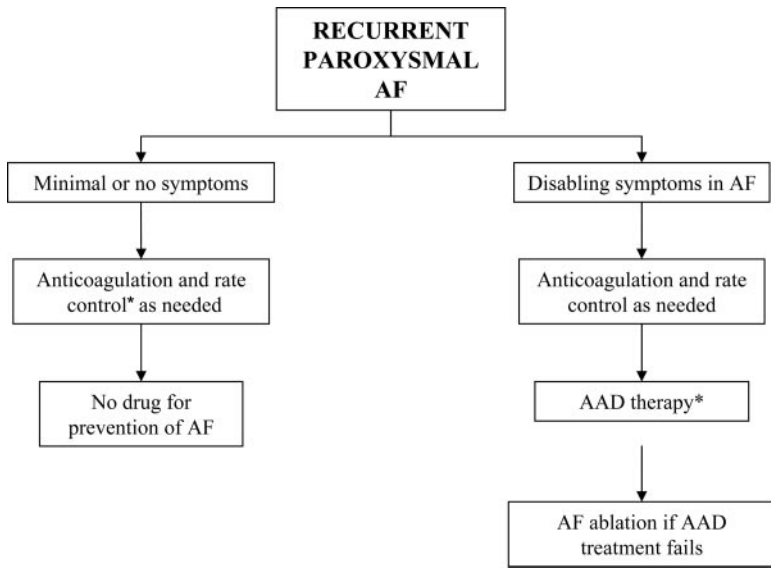 RECURRENT
PAROXYSMAL
AF
Minimal or no symptoms
Disabling symptoms in AF
Anticoagulation and rate
control* as needed
Anticoagulation and rate
control as needed
No drug for
prevention of AF
AAD therapy*
AF ablation if AAD
treatment fails